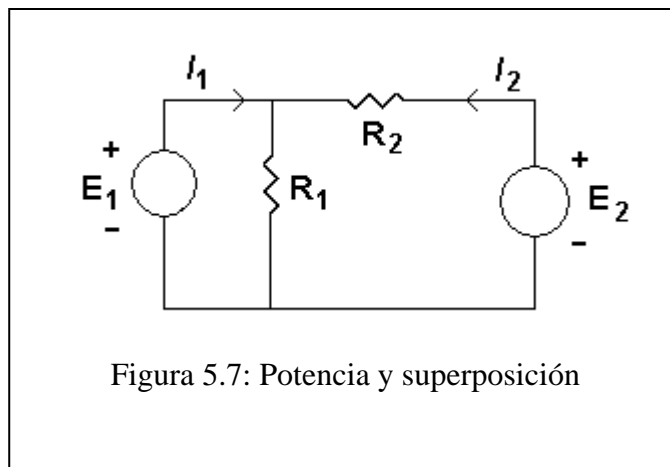 I1 I2
R2
+ +
E1 R1 E2
− −
Figura 5.7: Potencia y superposición